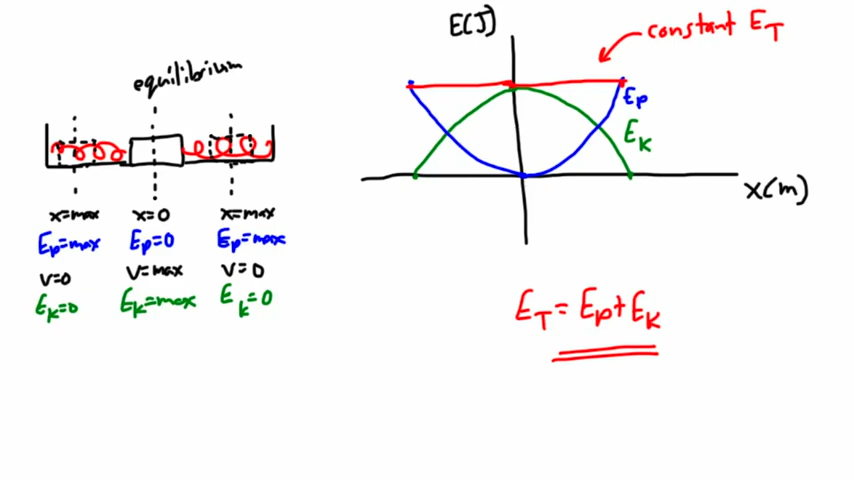 equilibrium
x=max
Ep=max
v=0
Ek=0
x=0
Ep=0
v=max
Ek=max
x=max
Ep=max
v=0
Ek=0
E(J)
constant ET
Ep
Ek
x(m)
ET=Ep+Ek